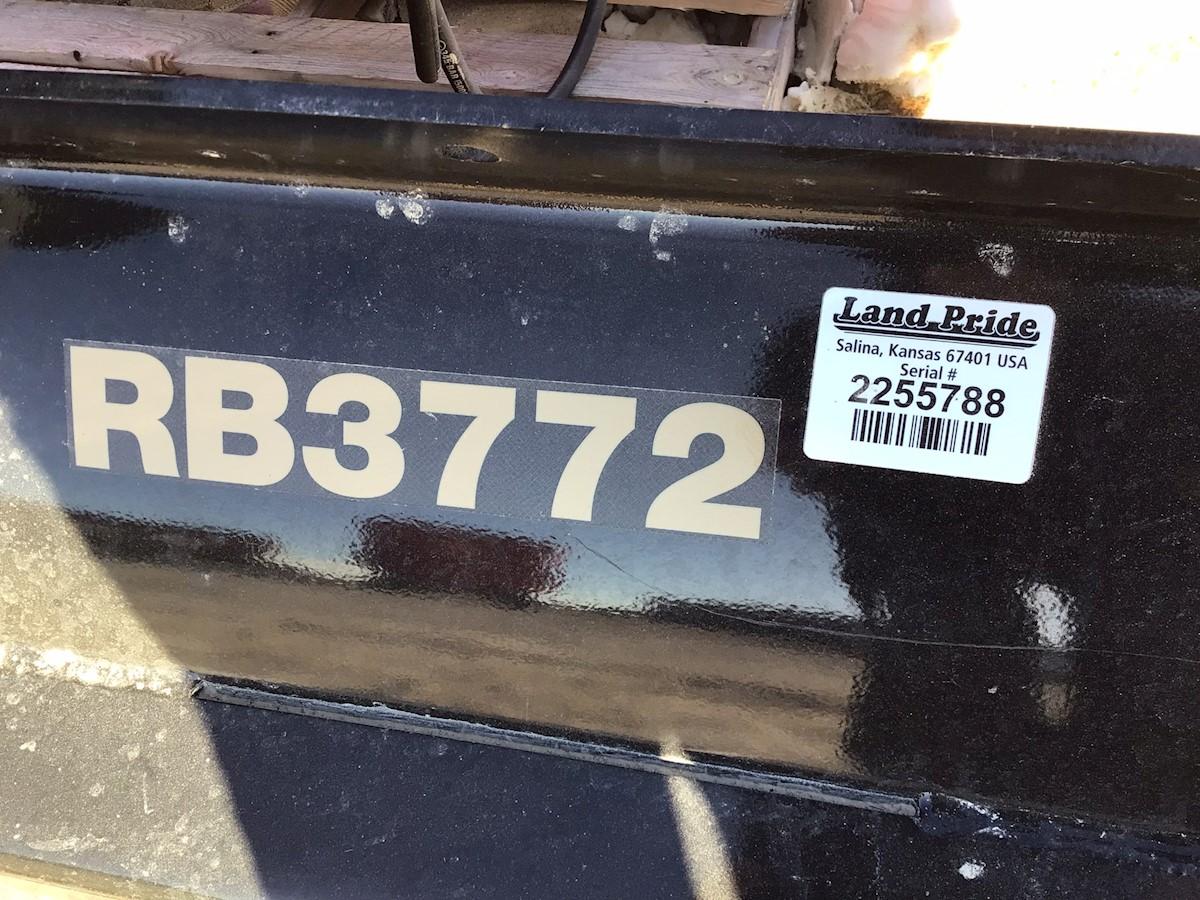 RB3772
Land Pride
Salina, Kansas 67401 USA
Serial #
2255788